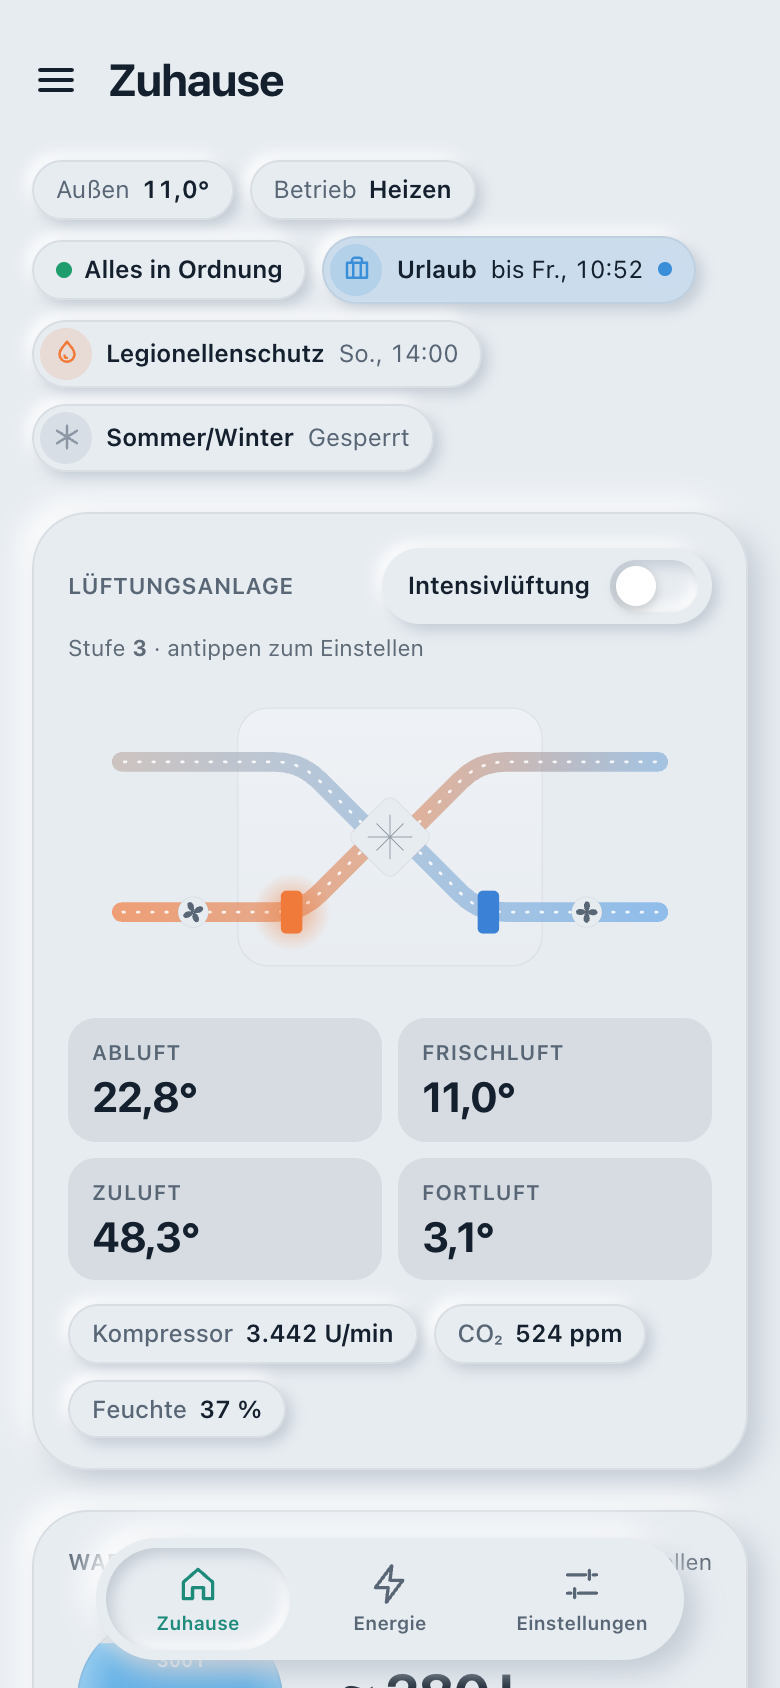 Zuhause
Außen 11,0°
Betrieb Heizen
Alles in Ordnung
Urlaub bis Fr., 10:52
Legionellenschutz So., 14:00
Sommer/Winter Gesperrt
LÜFTUNGSANLAGE
Intensivlüftung
Stufe 3 · antippen zum Einstellen
ABLUFT
22,8°
FRISCHLUFT
11,0°
ZULUFT
48,3°
FORTLUFT
3,1°
Kompressor 3.442 U/min
CO₂ 524 ppm
Feuchte 37 %
Zuhause
Energie
Einstellungen